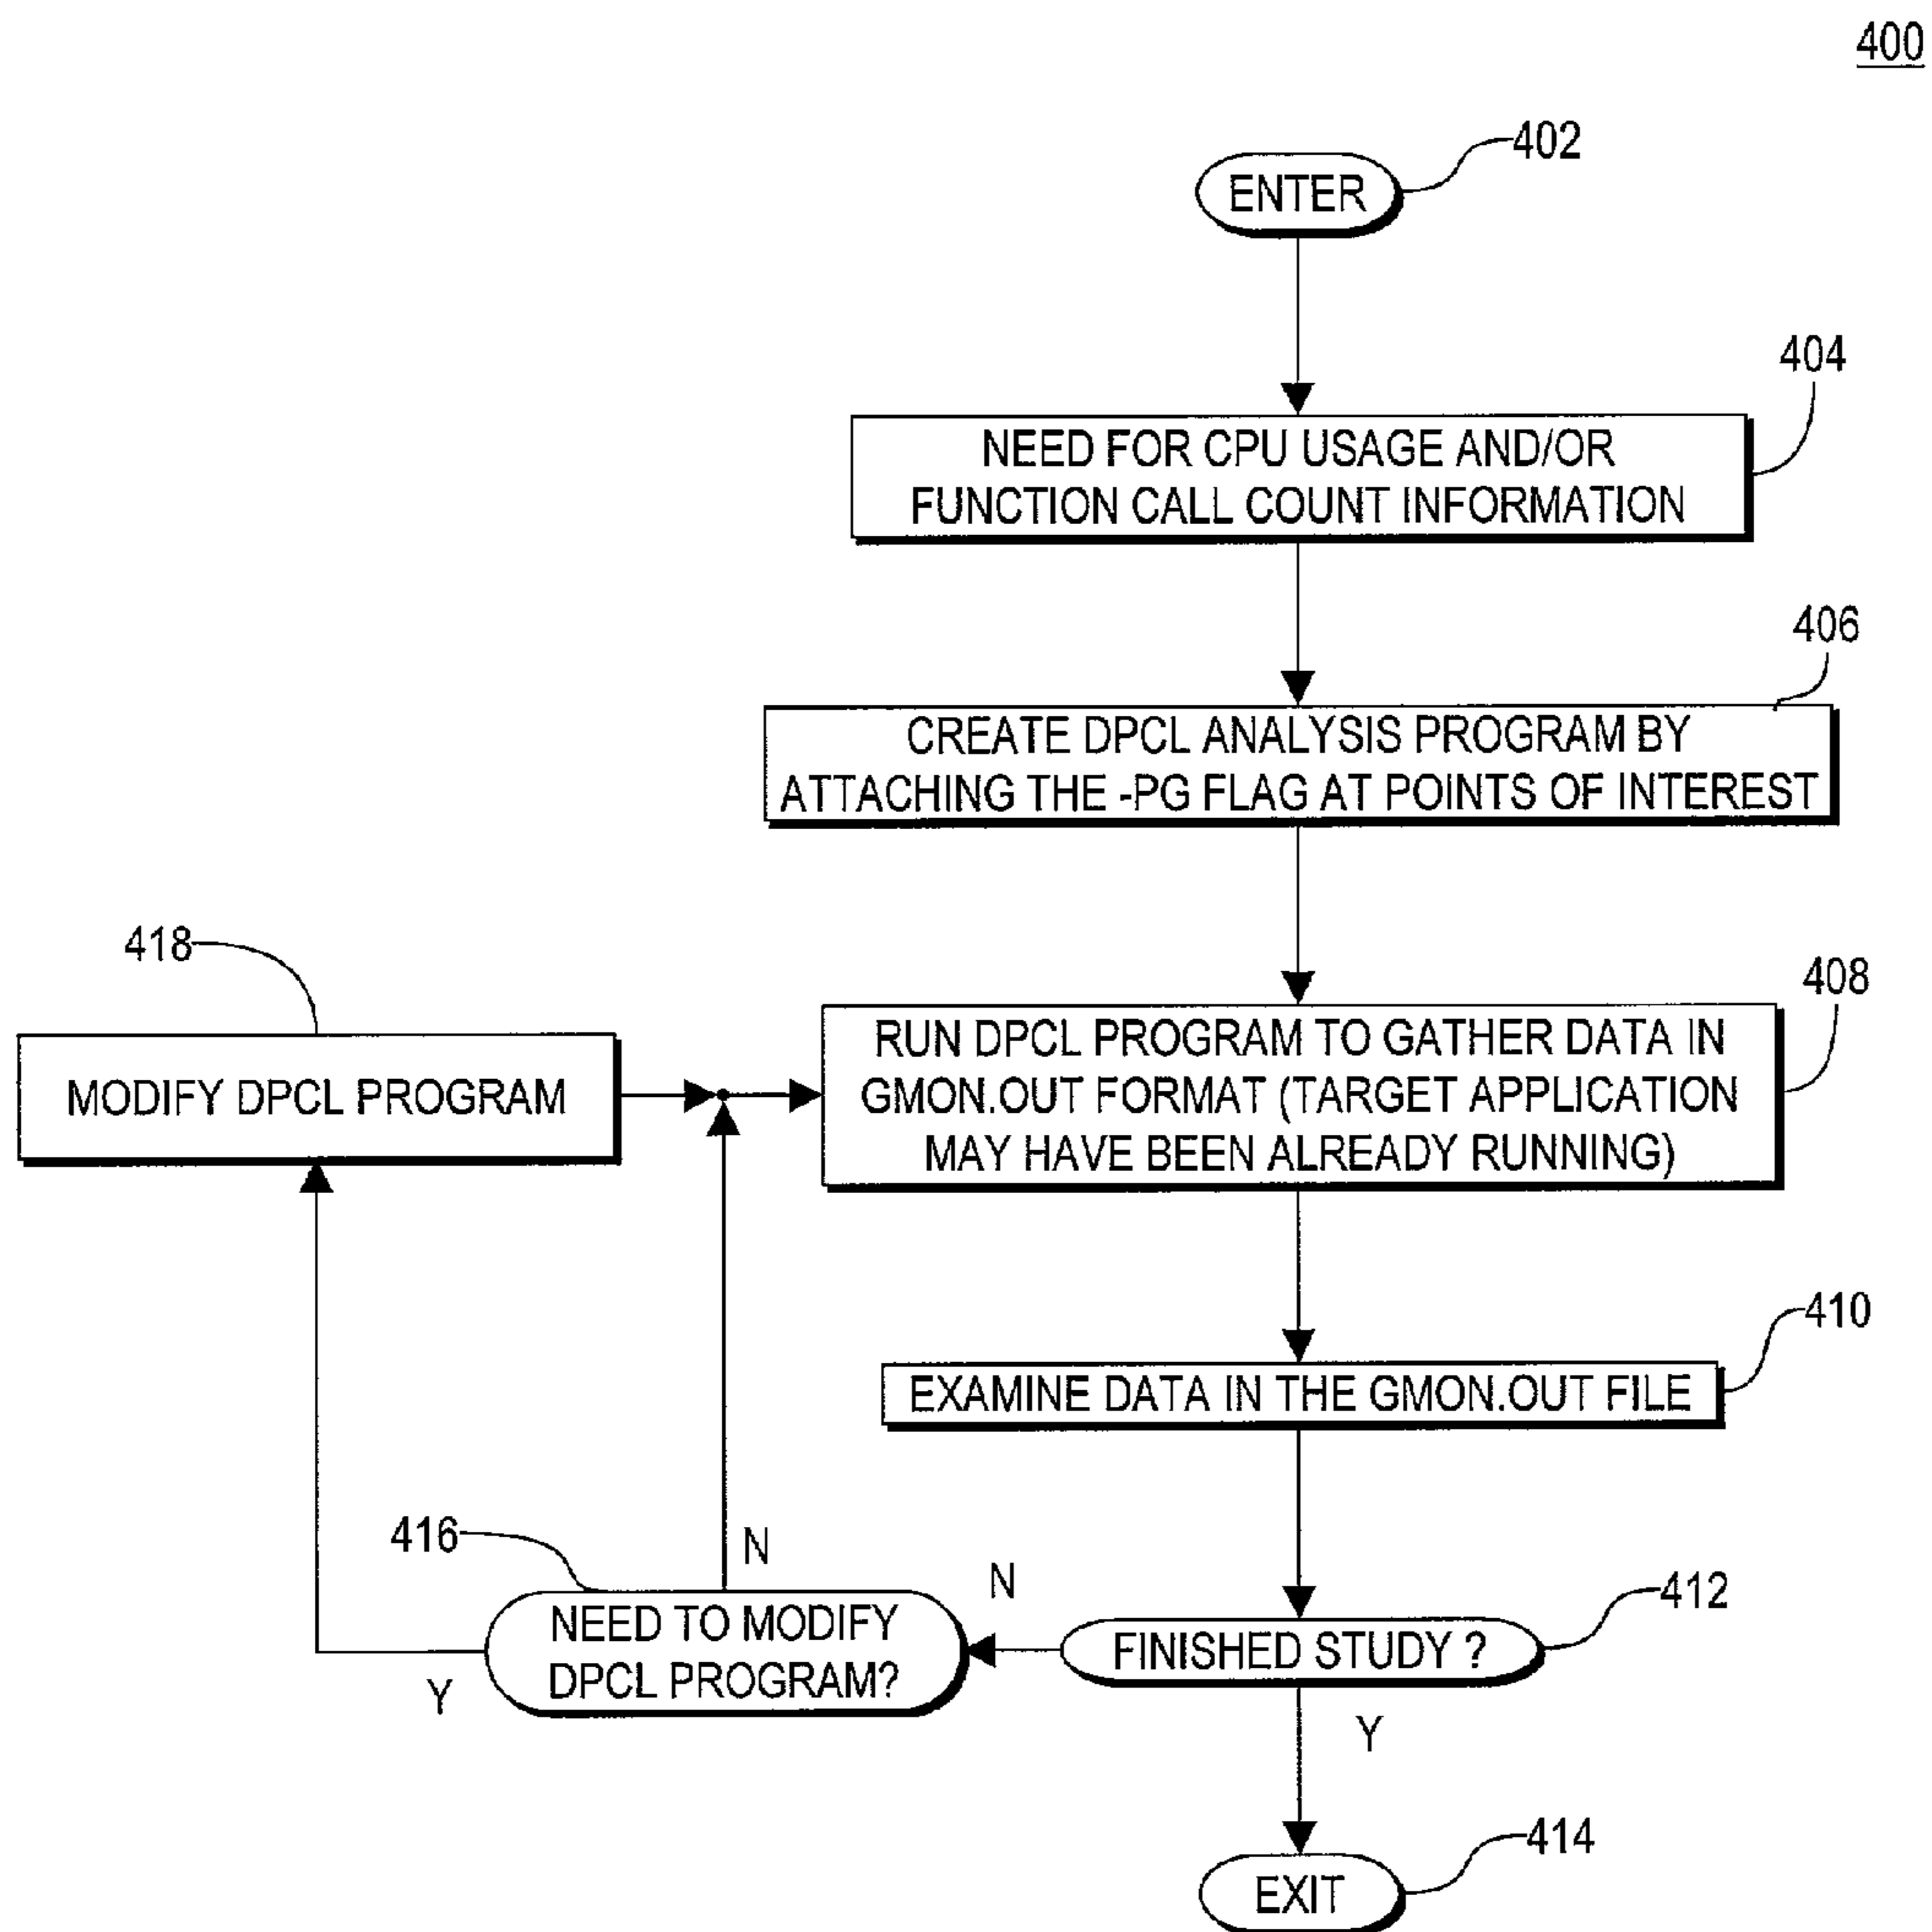 400
402
ENTER
404
NEED FOR CPU USAGE AND/OR
FUNCTION CALL COUNT INFORMATION
406
CREATE DPCL ANALYSIS PROGRAM BY
ATTACHING THE -PG FLAG AT POINTS OF INTEREST
418
MODIFY DPCL PROGRAM
408
RUN DPCL PROGRAM TO GATHER DATA IN
GMON.OUT FORMAT (TARGET APPLICATION
MAY HAVE BEEN ALREADY RUNNING)
410
EXAMINE DATA IN THE GMON.OUT FILE
416
N
NEED TO MODIFY
DPCL PROGRAM?
Y
N
412
FINISHED STUDY ?
Y
414
EXIT